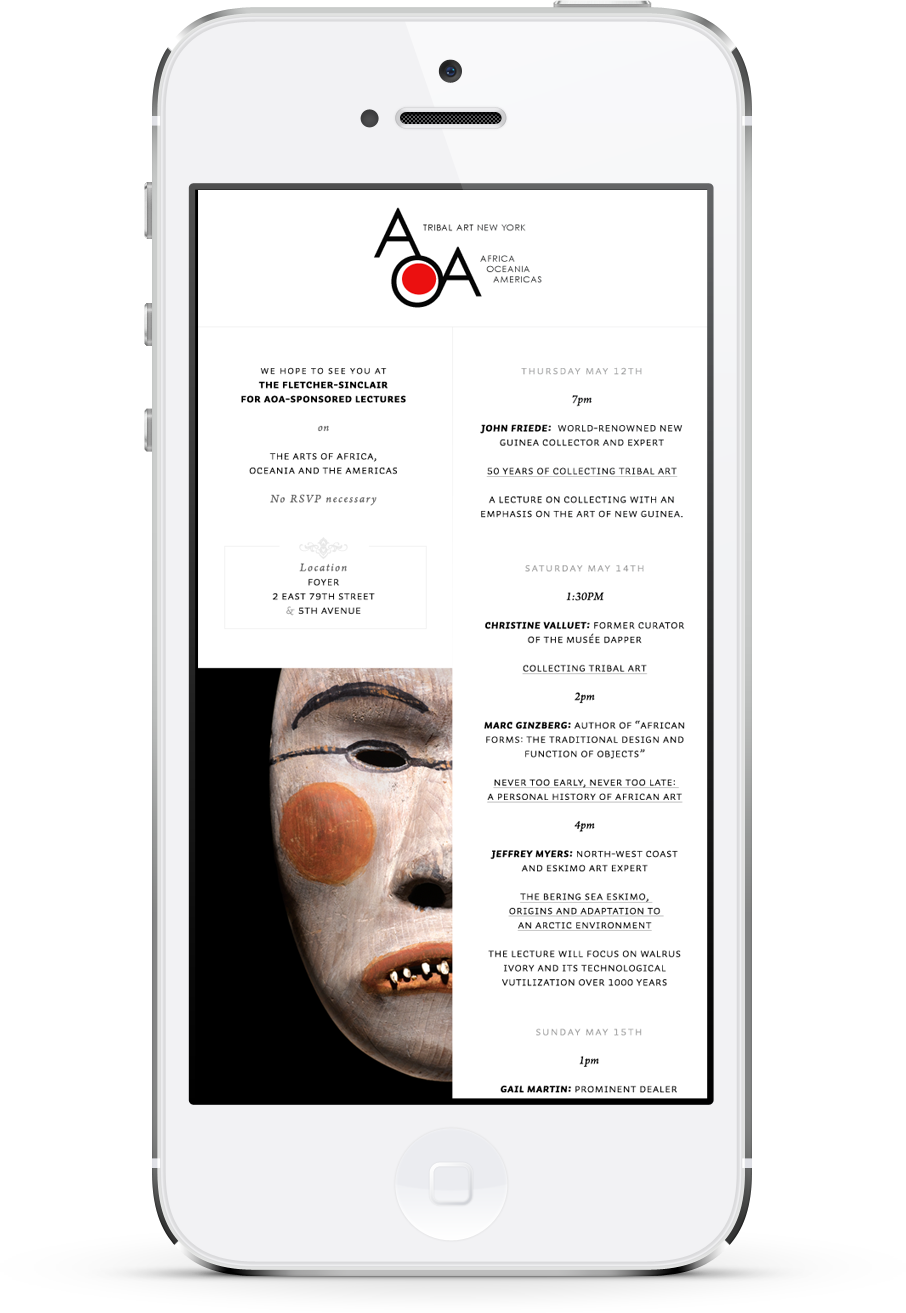 TRIBAL ART NEW YORK
AOA
AFRICA
OCEANIA
AMERICAS
WE HOPE TO SEE YOU AT
THE FLETCHER-SINCLAIR
FOR AOA-SPONSORED LECTURES
on
THE ARTS OF AFRICA,
OCEANIA AND THE AMERICAS
No RSVP necessary
Location
FOYER
2 EAST 79TH STREET
& 5TH AVENUE
THURSDAY MAY 12TH
7pm
JOHN FRIEDE: WORLD-RENOWNED NEW
GUINEA COLLECTOR AND EXPERT
50 YEARS OF COLLECTING TRIBAL ART
A LECTURE ON COLLECTING WITH AN
EMPHASIS ON THE ART OF NEW GUINEA.
SATURDAY MAY 14TH
1:30PM
CHRISTINE VALLUET: FORMER CURATOR
OF THE MUSÉE DAPPER
COLLECTING TRIBAL ART
2pm
MARC GINZBERG: AUTHOR OF "AFRICAN
FORMS: THE TRADITIONAL DESIGN AND
FUNCTION OF OBJECTS"
NEVER TOO EARLY, NEVER TOO LATE:
A PERSONAL HISTORY OF AFRICAN ART
4pm
JEFFREY MYERS: NORTH-WEST COAST
AND ESKIMO ART EXPERT
THE BERING SEA ESKIMO,
ORIGINS AND ADAPTATION TO
AN ARCTIC ENVIRONMENT
THE LECTURE WILL FOCUS ON WALRUS
IVORY AND ITS TECHNOLOGICAL
VUTILIZATION OVER 1000 YEARS
SUNDAY MAY 15TH
1pm
GAIL MARTIN: PROMINENT DEALER